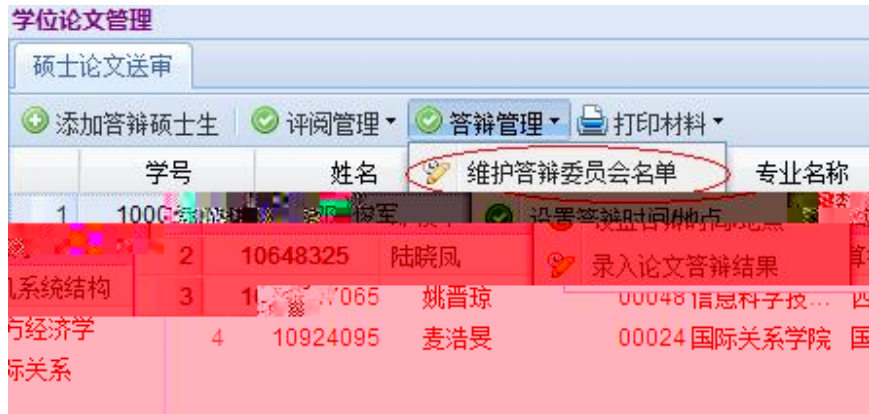 学位论文管理
硕士论文送审
添加答辩硕士生 评阅管理 答辩管理 打印材料
学号 姓名 维护答辩委员会名单 专业名称
1 俊军 设置答辩时间/地点
2 10648325 陆晓凤 录入论文答辩结果
系统结构 3 065 姚晋琼 00048 信息科学技…
经济学 4 10924095 麦浩旻 00024 国际关系学院 国
际关系